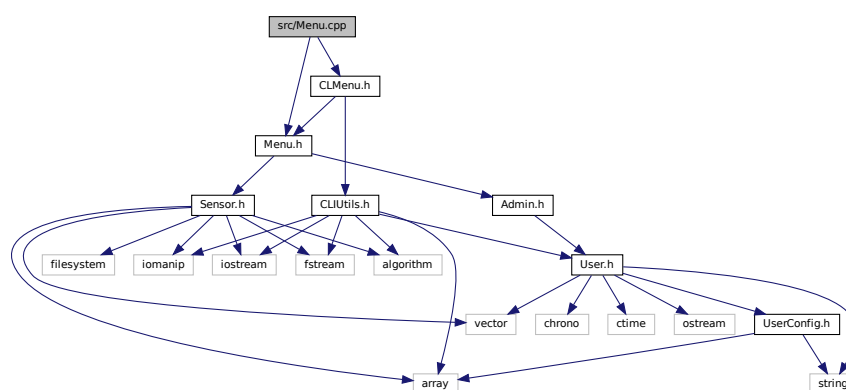 src/Menu.cpp
CLMenu.h
Menu.h
Sensor.h
CLIUtils.h
Admin.h
filesystem
iomanip
iostream
fstream
algorithm
User.h
vector
chrono
ctime
ostream
UserConfig.h
array
string